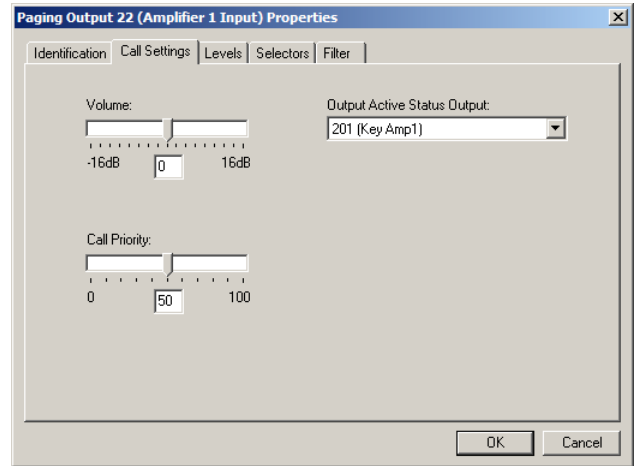 Paging Output 22 (Amplifier 1 Input) Properties
Identification Call Settings Levels Selectors Filter
Volume: Output Active Status Output:
201 (Key Amp1)
-16dB 0 16dB
Call Priority:
0 50 100
OK Cancel